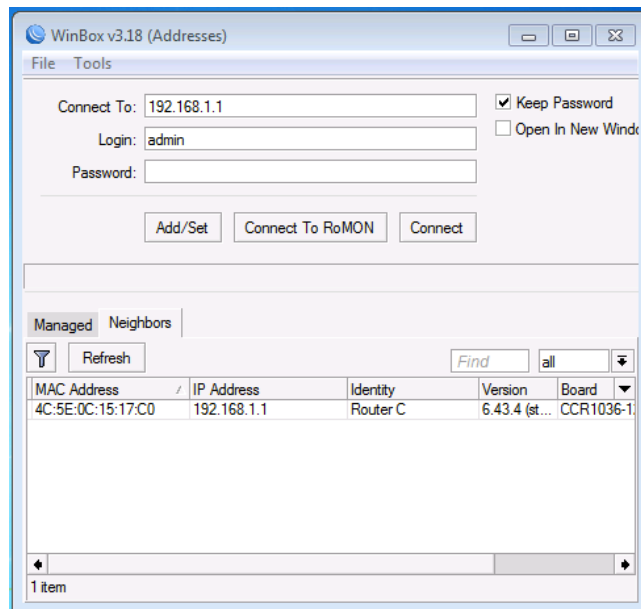 WinBox v3.18 (Addresses)
File Tools
Connect To: 192.168.1.1
Keep Password
Login: admin
Open In New Windo
Password:
Add/Set Connect To RoMON Connect
Managed Neighbors
Refresh Find all
MAC Address / IP Address Identity Version Board
4C:5E:0C:15:17:C0 192.168.1.1 Router C 6.43.4 (st... CCR1036-1
1 item